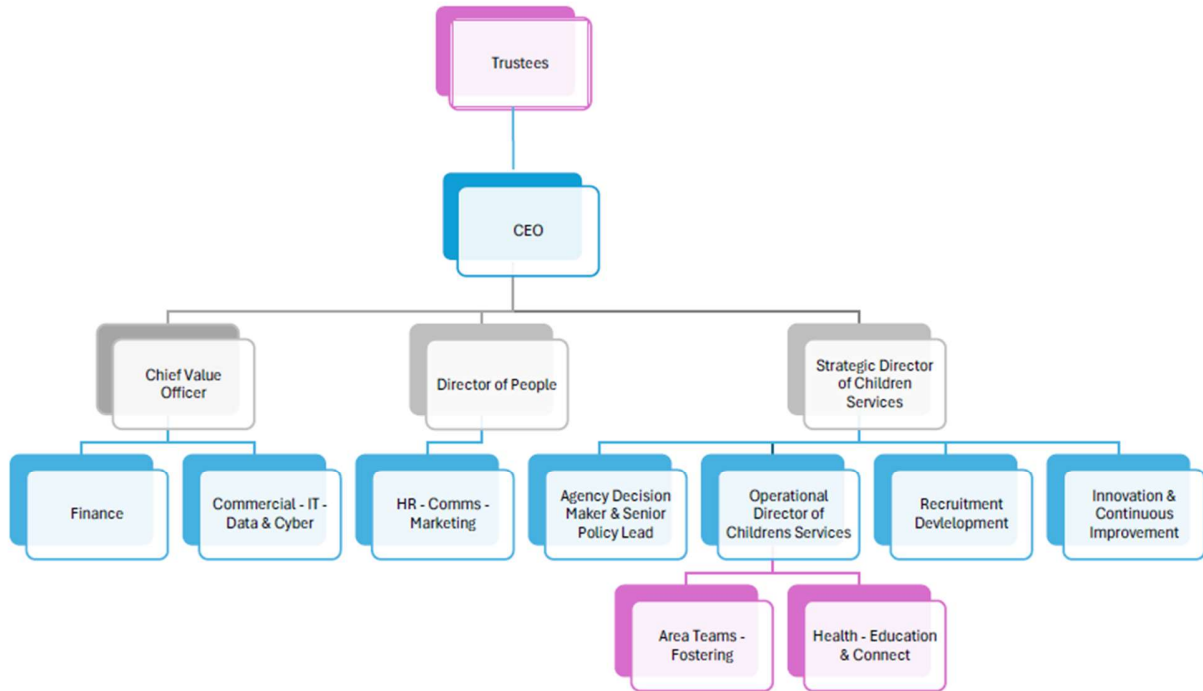 Trustees
CEO
Chief Value
Officer
Director of People
Strategic Director
of Children
Services
Finance
Commercial - IT -
Data & Cyber
HR - Comms -
Marketing
Agency Decision
Maker & Senior
Policy Lead
Operational
Director of
Childrens Services
Recruitment
Devlelopment
Innovation &
Continuous
Improvement
Area Teams -
Fostering
Health - Education
& Connect